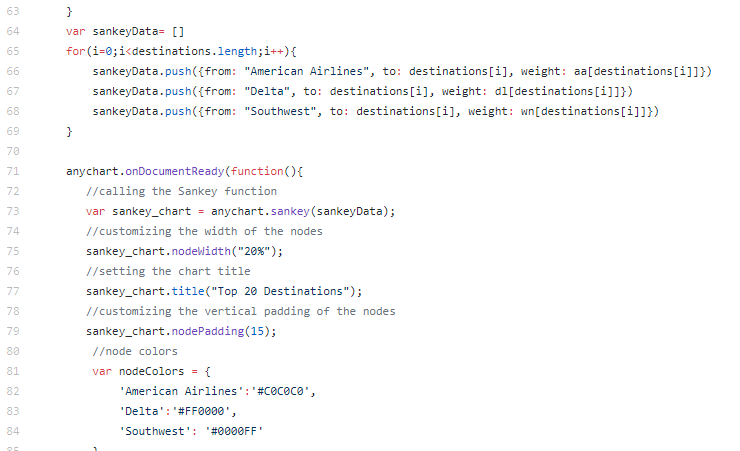 63 }
64 var sankeyData= []
65 for(i=0;i<destinations.length;i++){
66 sankeyData.push({from: "American Airlines", to: destinations[i], weight: aa[destinations[i]]})
67 sankeyData.push({from: "Delta", to: destinations[i], weight: dl[destinations[i]]})
68 sankeyData.push({from: "Southwest", to: destinations[i], weight: wn[destinations[i]]})
69 }
70
71 anychart.onDocumentReady(function(){
72 //calling the Sankey function
73 var sankey_chart = anychart.sankey(sankeyData);
74 //customizing the width of the nodes
75 sankey_chart.nodeWidth("20%");
76 //setting the chart title
77 sankey_chart.title("Top 20 Destinations");
78 //customizing the vertical padding of the nodes
79 sankey_chart.nodePadding(15);
80 //node colors
81 var nodeColors = {
82 'American Airlines':'#C0C0C0',
83 'Delta':'#FF0000',
84 'Southwest': '#0000FF'